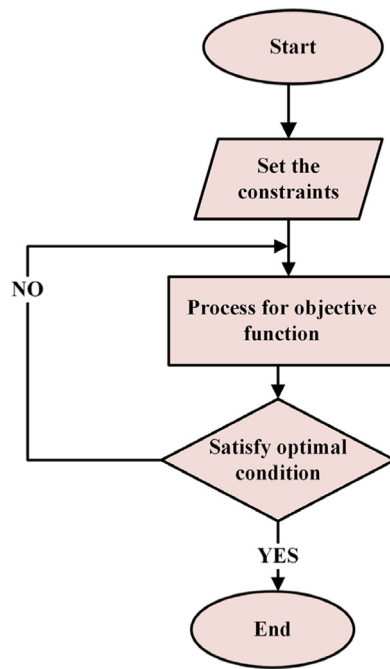 Start
Set the
constraints
NO
Process for objective
function
Satisfy optimal
condition
YES
End